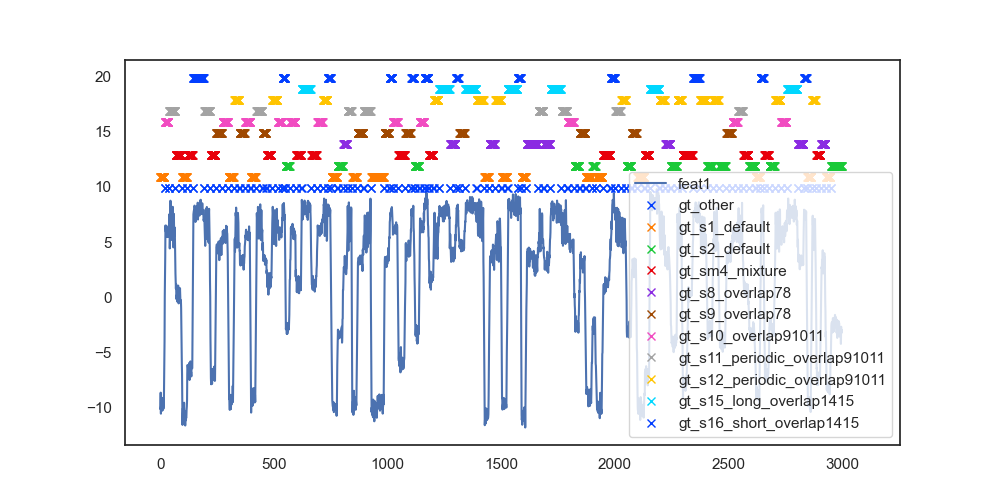 20
15
10
5
0
−5
−10
0
500
1000
1500
2000
2500
3000
feat1
gt_other
gt_s1_default
gt_s2_default
gt_sm4_mixture
gt_s8_overlap78
gt_s9_overlap78
gt_s10_overlap91011
gt_s11_periodic_overlap91011
gt_s12_periodic_overlap91011
gt_s15_long_overlap1415
gt_s16_short_overlap1415